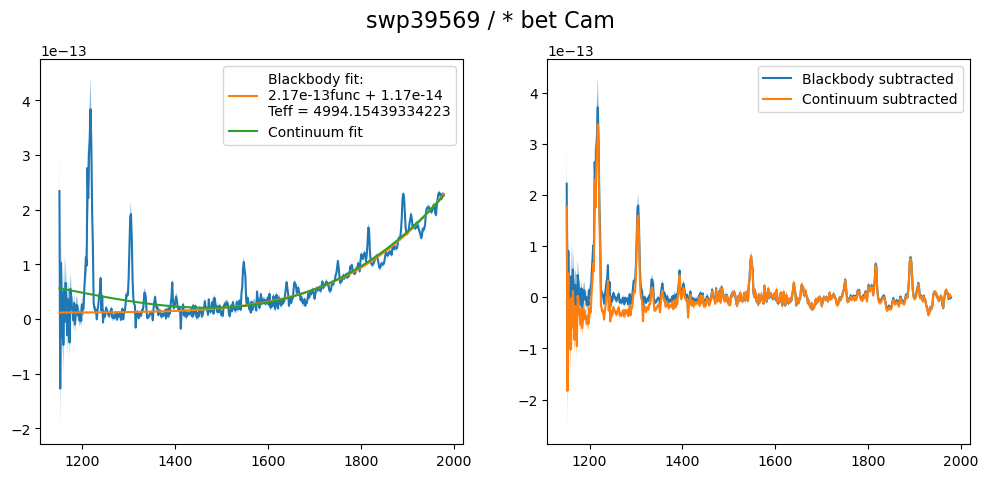 swp39569 / * bet Cam
1e−13
Blackbody fit:
2.17e-13func + 1.17e-14
Teff = 4994.15439334223
Continuum fit
4
3
2
1
0
−1
−2
1200 1400 1600 1800 2000
1e−13
Blackbody subtracted
Continuum subtracted
4
3
2
1
0
−1
−2
1200 1400 1600 1800 2000